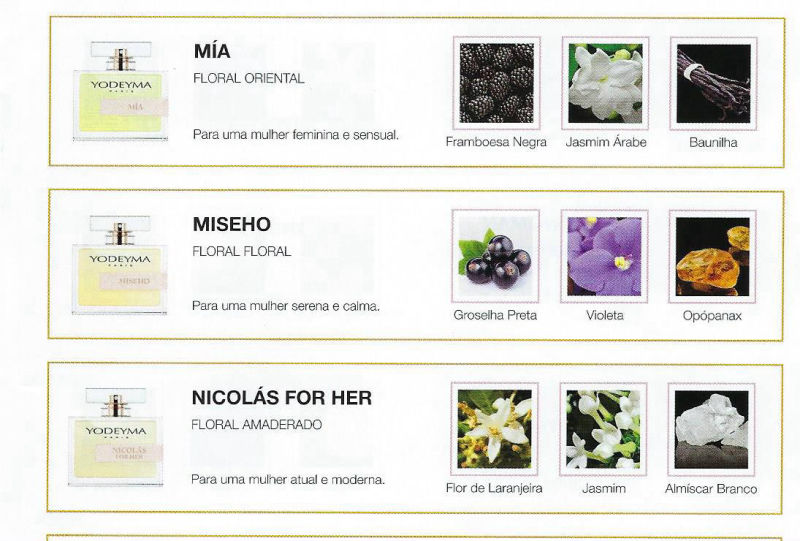 MÍA
FLORAL ORIENTAL
Para uma mulher feminina e sensual.
YODEYMA
PARIS
MÍA
Framboesa Negra
Jasmim Árabe
Baunilha
MISEHO
FLORAL FLORAL
Para uma mulher serena e calma.
YODEYMA
PARIS
MISEHO
Groselha Preta
Violeta
Opópanax
NICOLÁS FOR HER
FLORAL AMADERADO
Para uma mulher atual e moderna.
YODEYMA
PARIS
NICOLÁS
FOR HER
Flor de Laranjeira
Jasmim
Almíscar Branco